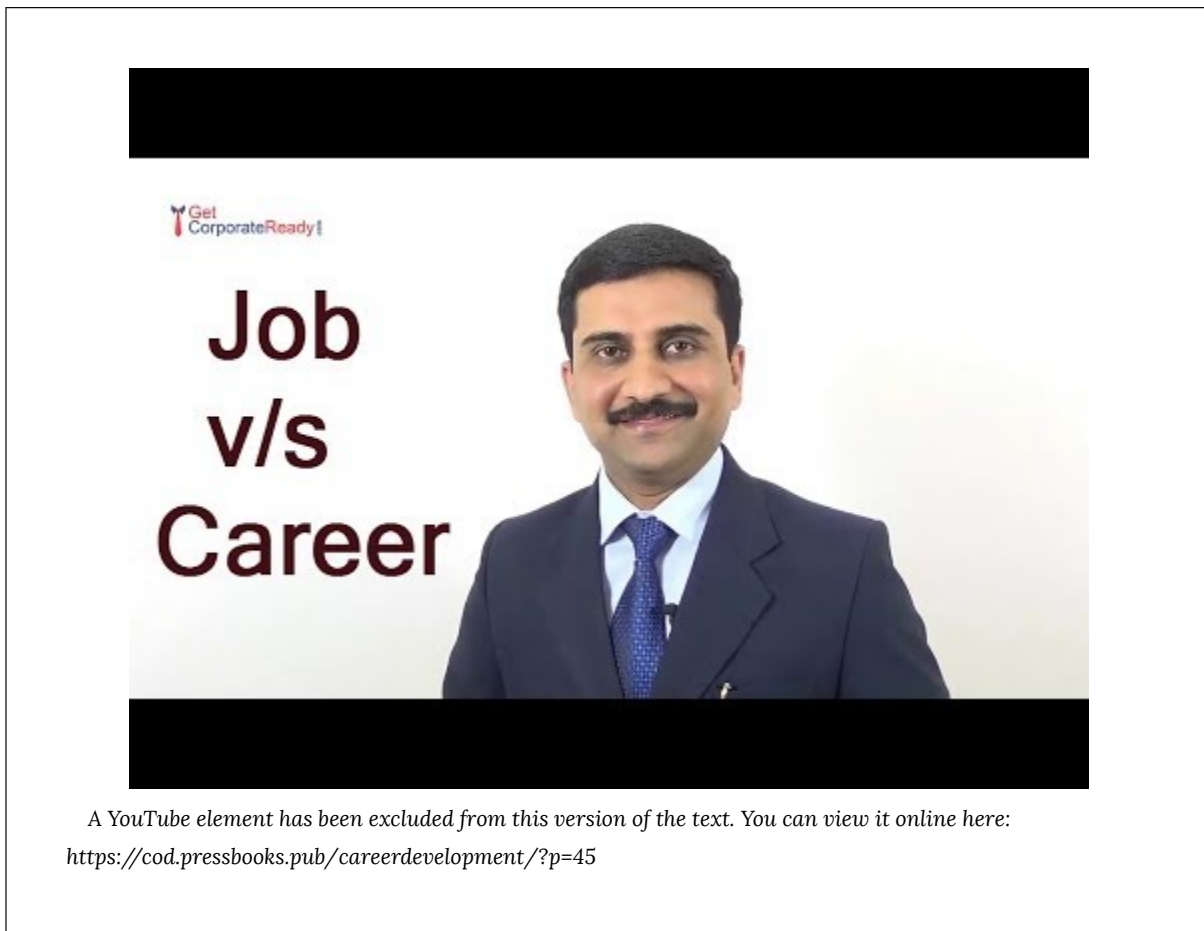 Get
CorporateReady
Job
v/s
Career
A YouTube element has been excluded from this version of the text. You can view it online here:
https://cod.pressbooks.pub/careerdevelopment/?p=45